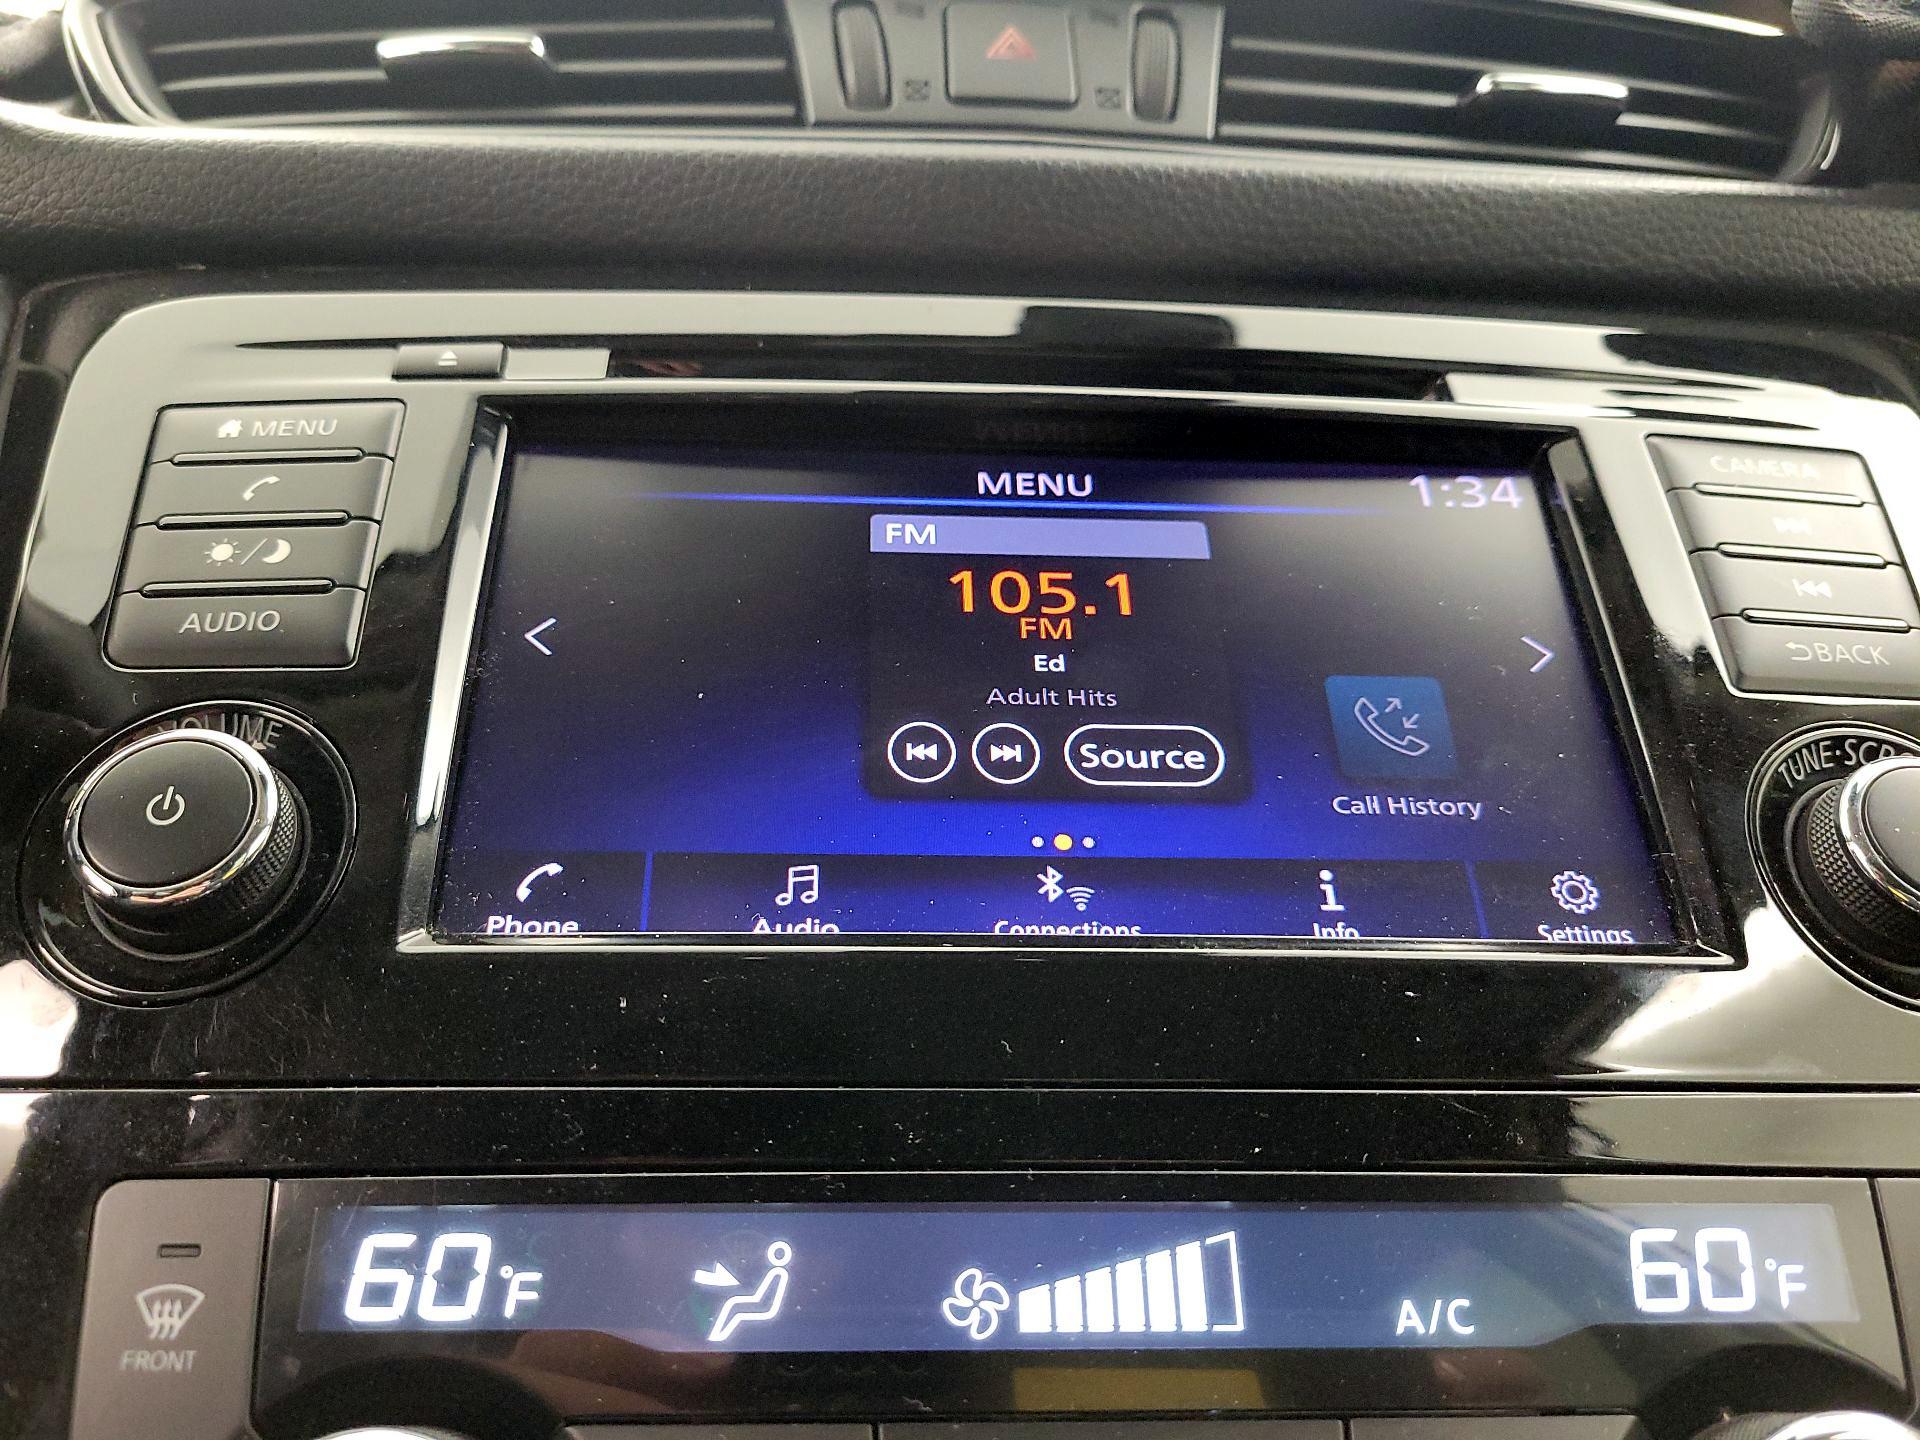 MENU
AUDIO
VOLUME
MENU
1:34
FM
105.1
FM
Ed
Adult Hits
Source
Call History
Phone
Audio
Connections
Info
Settings
CAMERA
BACK
60°F
A/C
60°F
FRONT